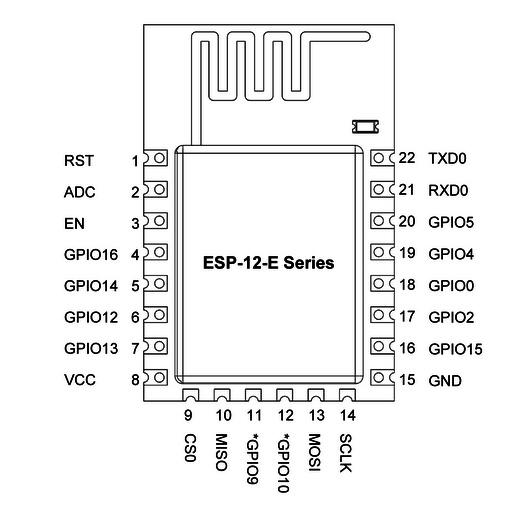 RST 1 22 TXD0
ADC 2 21 RXD0
EN 3 20 GPIO5
GPIO16 4 19 GPIO4
ESP-12-E Series
GPIO14 5 18 GPIO0
GPIO12 6 17 GPIO2
GPIO13 7 16 GPIO15
VCC 8 15 GND
9 10 11 12 13 14
CS0
MISO
*GPIO9
*GPIO10
MOSI
SCLK